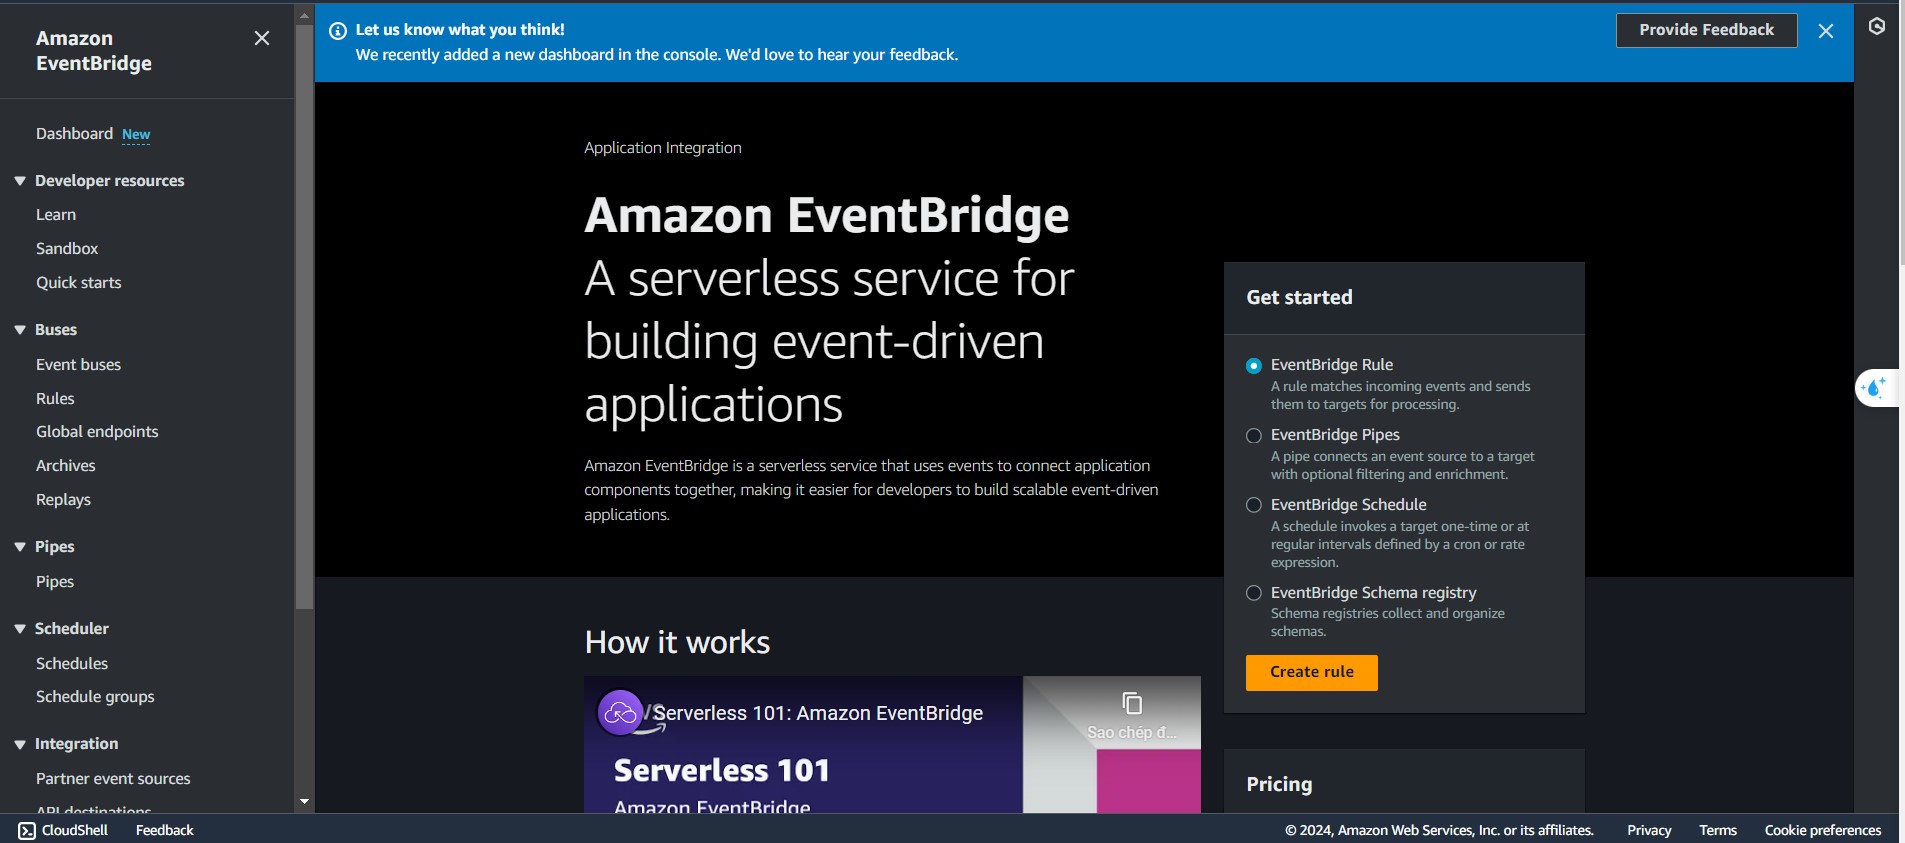 Amazon
EventBridge
Dashboard New
Developer resources
Learn
Sandbox
Quick starts
Buses
Event buses
Rules
Global endpoints
Archives
Replays
Pipes
Pipes
Scheduler
Schedules
Schedule groups
Integration
Partner event sources
API destinations
Let us know what you think!
We recently added a new dashboard in the console. We'd love to hear your feedback.
Provide Feedback
Application Integration
Amazon EventBridge
A serverless service for
building event-driven
applications
Amazon EventBridge is a serverless service that uses events to connect application
components together, making it easier for developers to build scalable event-driven
applications.
Get started
EventBridge Rule
A rule matches incoming events and sends
them to targets for processing.
EventBridge Pipes
A pipe connects an event source to a target
with optional filtering and enrichment.
EventBridge Schedule
A schedule invokes a target one-time or at
regular intervals defined by a cron or rate
expression.
EventBridge Schema registry
Schema registries collect and organize
schemas.
Create rule
How it works
Serverless 101: Amazon EventBridge
Sao chép đ...
Serverless 101
Amazon EventBridge
Pricing
CloudShell
Feedback
© 2024, Amazon Web Services, Inc. or its affiliates.
Privacy
Terms
Cookie preferences